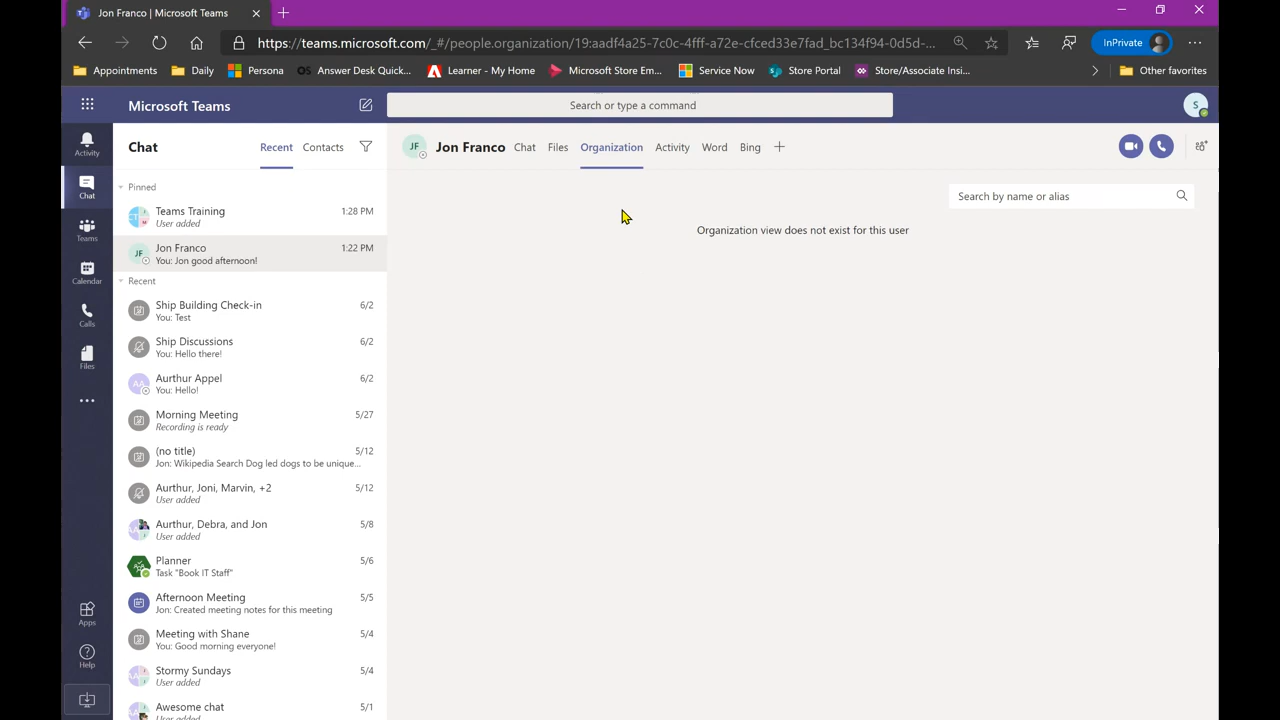 Jon Franco | Microsoft Teams
https://teams.microsoft.com/_#/people.organization/19:aadf4a25-7c0c-4fff-a72e-cfced33e7fad_bc134f94-0d5d-...
InPrivate
Appointments
Daily
Persona
Answer Desk Quick...
Learner - My Home
Microsoft Store Em...
Service Now
Store Portal
Store/Associate Insi...
Other favorites
Microsoft Teams
Search or type a command
S
Activity
Chat
Teams
Calendar
Calls
Files
Apps
Help
Chat
Recent
Contacts
Pinned
Teams Training 1:28 PM
User added
JF
Jon Franco 1:22 PM
You: Jon good afternoon!
Recent
Ship Building Check-in 6/2
You: Test
Ship Discussions 6/2
You: Hello there!
AA
Aurthur Appel 6/2
You: Hello!
Morning Meeting 5/27
Recording is ready
(no title) 5/12
Jon: Wikipedia Search Dog led dogs to be unique...
Aurthur, Joni, Marvin, +2 5/12
User added
Aurthur, Debra, and Jon 5/8
User added
Planner 5/6
Task "Book IT Staff"
Afternoon Meeting 5/5
Jon: Created meeting notes for this meeting
Meeting with Shane 5/4
You: Good morning everyone!
Stormy Sundays 5/4
User added
Awesome chat 5/1
User added
JF
Jon Franco
Chat
Files
Organization
Activity
Word
Bing
Search by name or alias
Organization view does not exist for this user